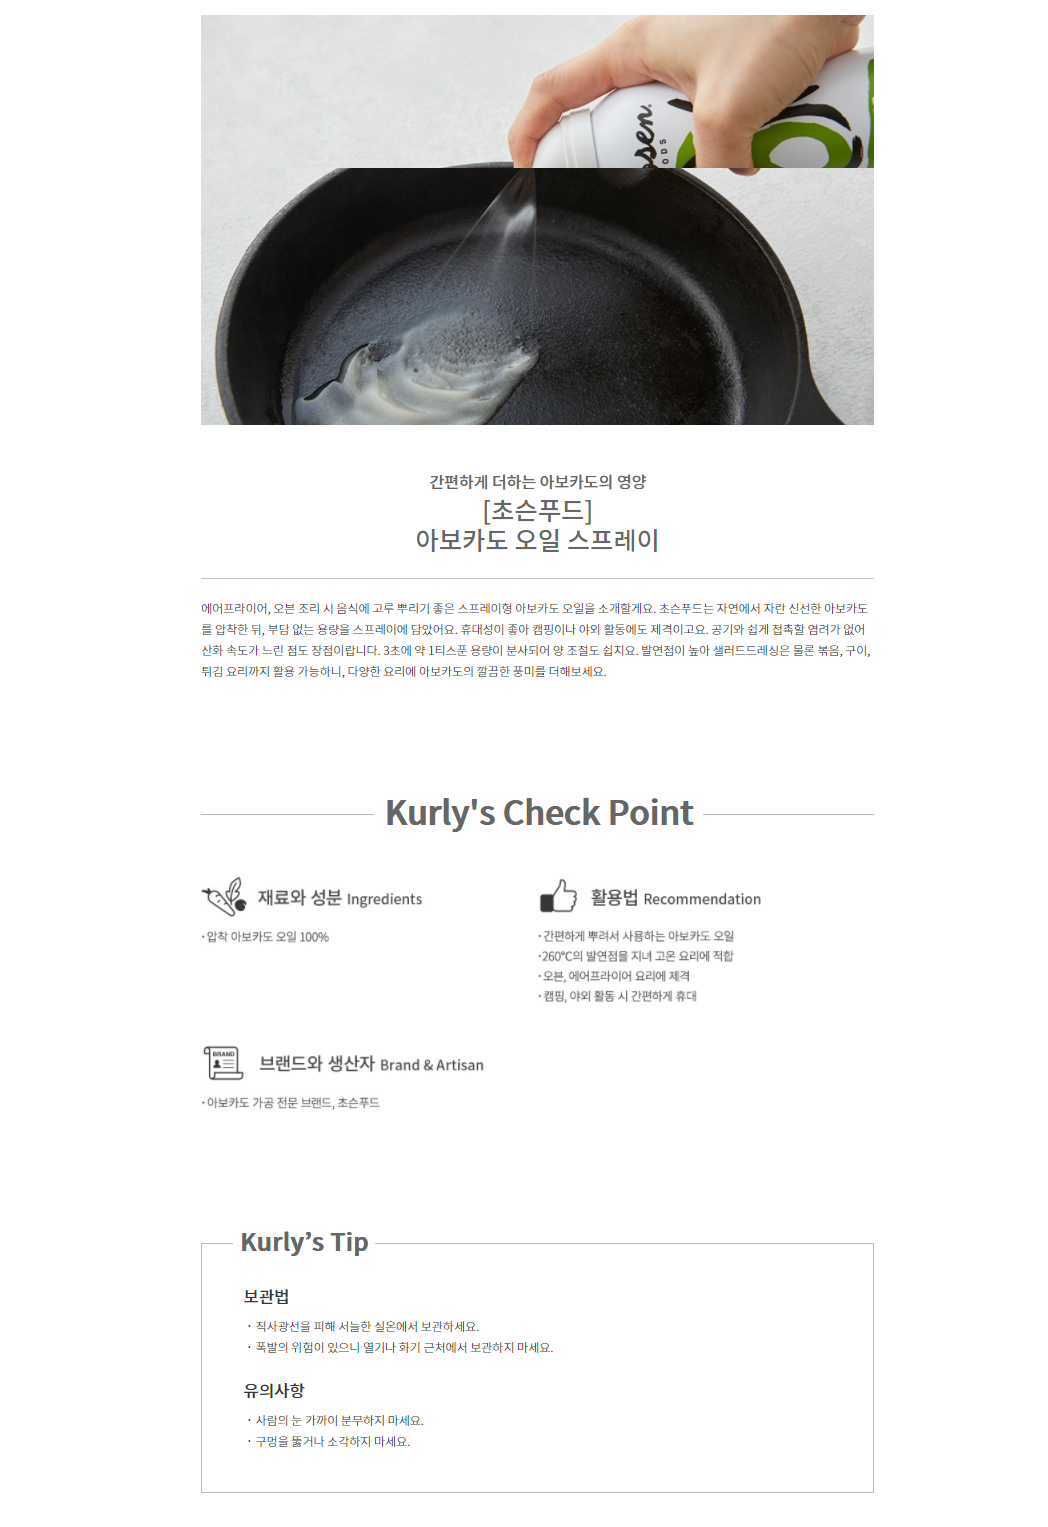 간편하게 더하는 아보카도의 영양
[초슨푸드]
아보카도 오일 스프레이
에어프라이어, 오븐 조리 시 음식에 고루 뿌리기 좋은 스프레이형 아보카도 오일을 소개할게요. 초슨푸드는 자연에서 자란 신선한 아보카도
를 압착한 뒤, 부담 없는 용량을 스프레이에 담았어요. 휴대성이 좋아 캠핑이나 야외 활동에도 제격이고요. 공기와 쉽게 접촉할 염려가 없어
산화 속도가 느린 점도 장점이랍니다. 3초에 약 1티스푼 용량이 분사되어 양 조절도 쉽지요. 발연점이 높아 샐러드드레싱은 물론 볶음, 구이,
튀김 요리까지 활용 가능하니, 다양한 요리에 아보카도의 깔끔한 풍미를 더해보세요.
Kurly's Check Point
재료와 성분 Ingredients
· 압착 아보카도 오일 100%
활용법 Recommendation
· 간편하게 뿌려서 사용하는 아보카도 오일
· 260℃의 발연점을 지녀 고온 요리에 적합
· 오븐, 에어프라이어 요리에 제격
· 캠핑, 야외 활동 시 간편하게 휴대
BRAND
브랜드와 생산자 Brand & Artisan
· 아보카도 가공 전문 브랜드, 초슨푸드
Kurly’s Tip
보관법
· 직사광선을 피해 서늘한 실온에서 보관하세요.
· 폭발의 위험이 있으니 열기나 화기 근처에서 보관하지 마세요.
유의사항
· 사람의 눈 가까이 분무하지 마세요.
· 구멍을 뚫거나 소각하지 마세요.